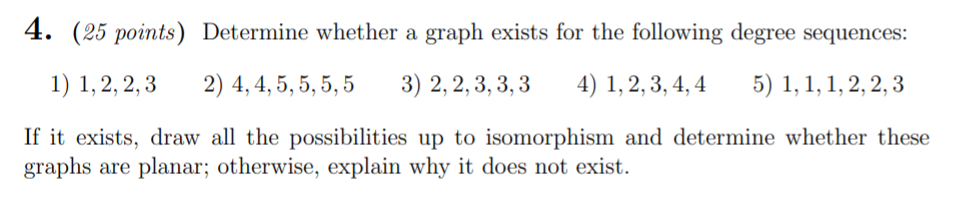 4. (25 points) Determine whether a graph exists for the following degree sequences:
1) 1, 2, 2, 3 2) 4, 4, 5, 5, 5, 5 3) 2, 2, 3, 3, 3 4) 1, 2, 3, 4, 4 5) 1, 1, 1, 2, 2, 3
If it exists, draw all the possibilities up to isomorphism and determine whether these
graphs are planar; otherwise, explain why it does not exist.